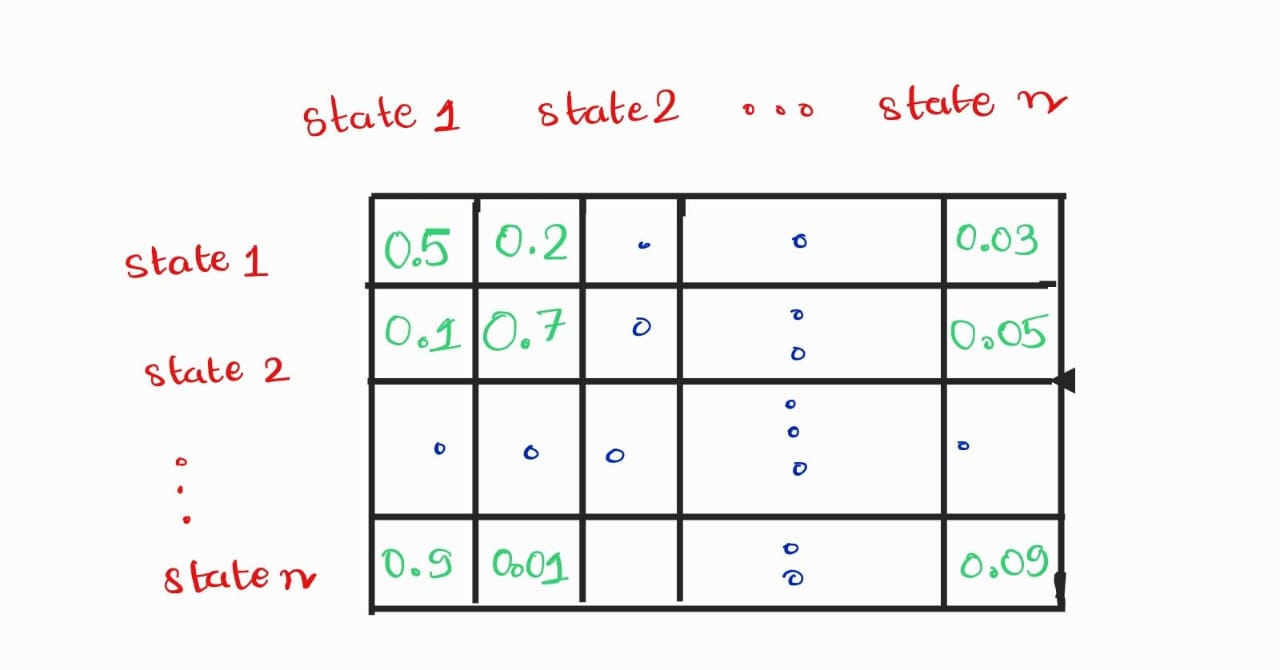 state 1 state 2 ... state n
state 1 0.5 0.2 . . 0.03
state 2 0.1 0.7 . : 0.05
⋮ . . . ⋮ .
state n 0.9 0.01 : 0.09